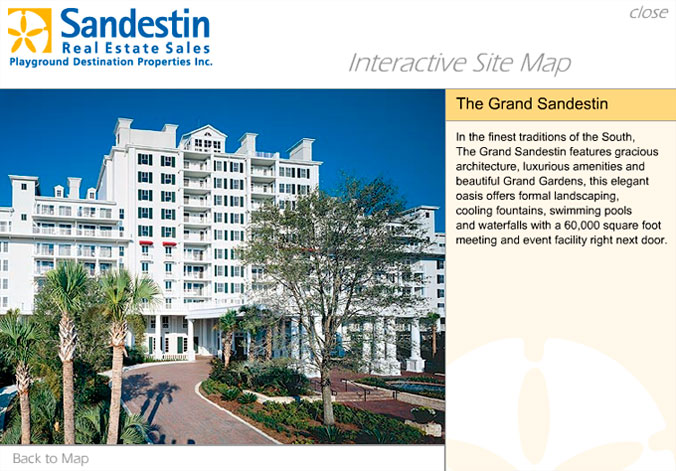 close
Sandestin
Real Estate Sales
Playground Destination Properties Inc.
Interactive Site Map
The Grand Sandestin
In the finest traditions of the South,
The Grand Sandestin features gracious
architecture, luxurious amenities and
beautiful Grand Gardens, this elegant
oasis offers formal landscaping,
cooling fountains, swimming pools
and waterfalls with a 60,000 square foot
meeting and event facility right next door.
Back to Map